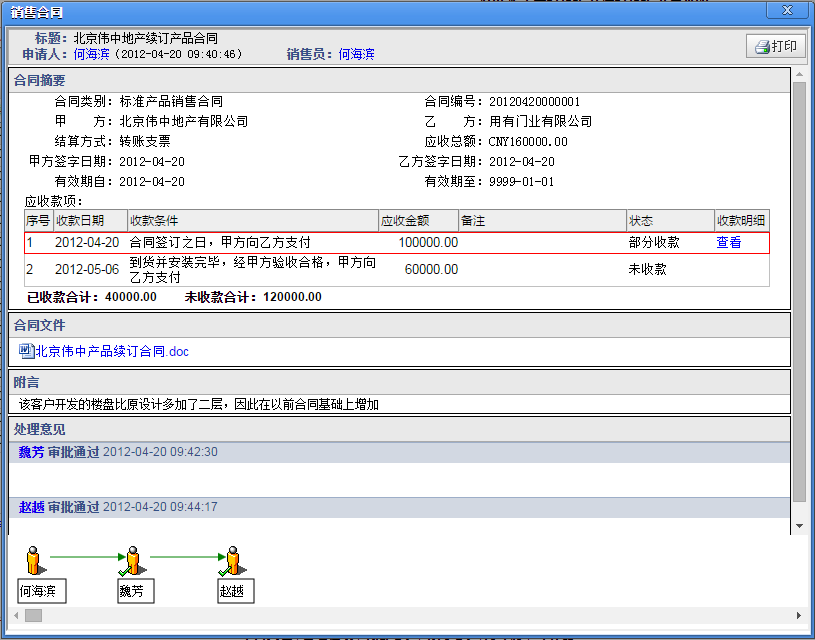 销售合同
标题：北京伟中地产续订产品合同
申请人：何海滨（2012-04-20 09:40:46） 销售员：何海滨
打印
合同摘要
合同类别：标准产品销售合同 合同编号：20120420000001
甲　　方：北京伟中地产有限公司 乙　　方：用有门业有限公司
结算方式：转账支票 应收总额：CNY160000.00
甲方签字日期：2012-04-20 乙方签字日期：2012-04-20
有效期自：2012-04-20 有效期至：9999-01-01
应收款项：
序号 收款日期 收款条件 应收金额 备注 状态 收款明细
1 2012-04-20 合同签订之日，甲方向乙方支付 100000.00 部分收款 查看
2 2012-05-06 到货并安装完毕，经甲方验收合格，甲方向 60000.00 未收款
乙方支付
已收款合计：40000.00 未收款合计：120000.00
合同文件
北京伟中产品续订合同.doc
附言
该客户开发的楼盘比原设计多加了二层，因此在以前合同基础上增加
处理意见
魏芳 审批通过 2012-04-20 09:42:30
赵越 审批通过 2012-04-20 09:44:17
何海滨 魏芳 赵越